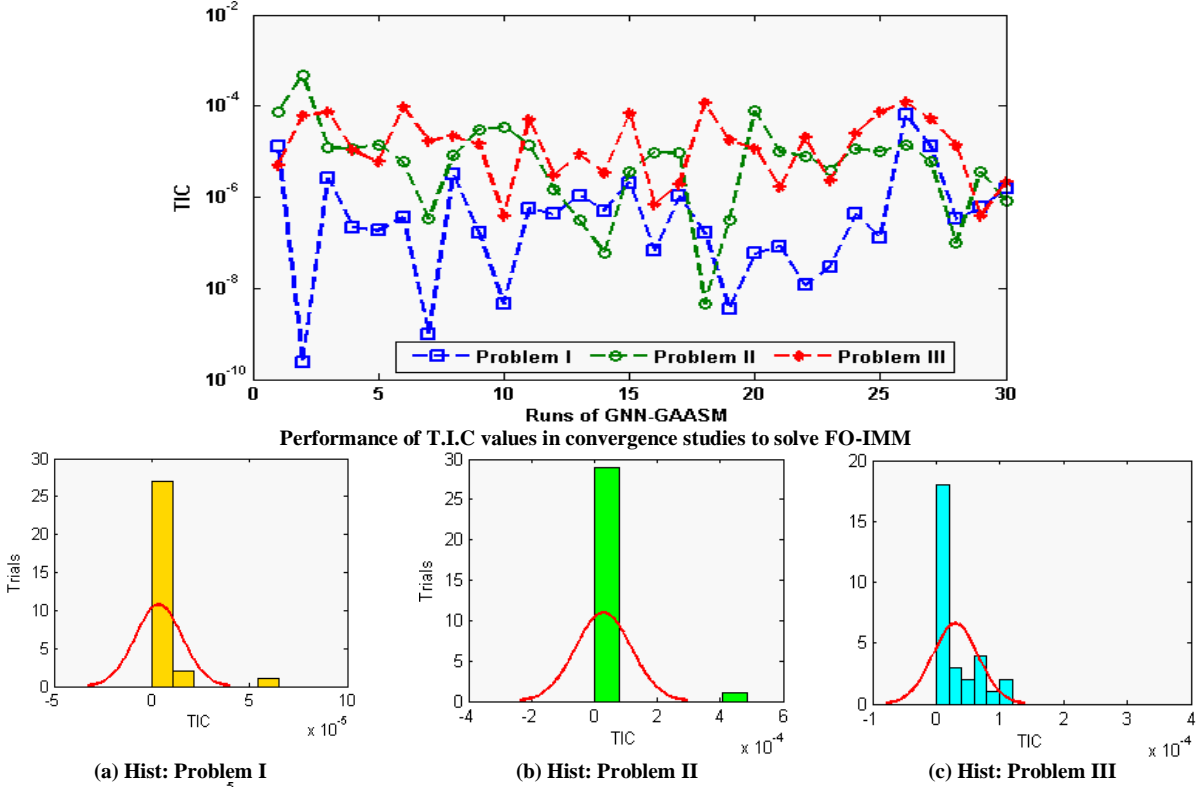 10^-2
10^-4
10^-6
10^-8
10^-10
TIC
0 5 10 15 20 25 30
Problem I Problem II Problem III
Runs of GNN-GAASM
Performance of T.I.C values in convergence studies to solve FO-IMM
30
25
20
15
10
5
0
Trials
-5 0 5 10
TIC
x 10^-5
(a) Hist: Problem I
30
25
20
15
10
5
0
Trials
-4 -2 0 2 4 6
TIC
x 10^-4
(b) Hist: Problem II
20
15
10
5
0
-1 0 1 2 3 4
TIC
x 10^-4
(c) Hist: Problem III
5